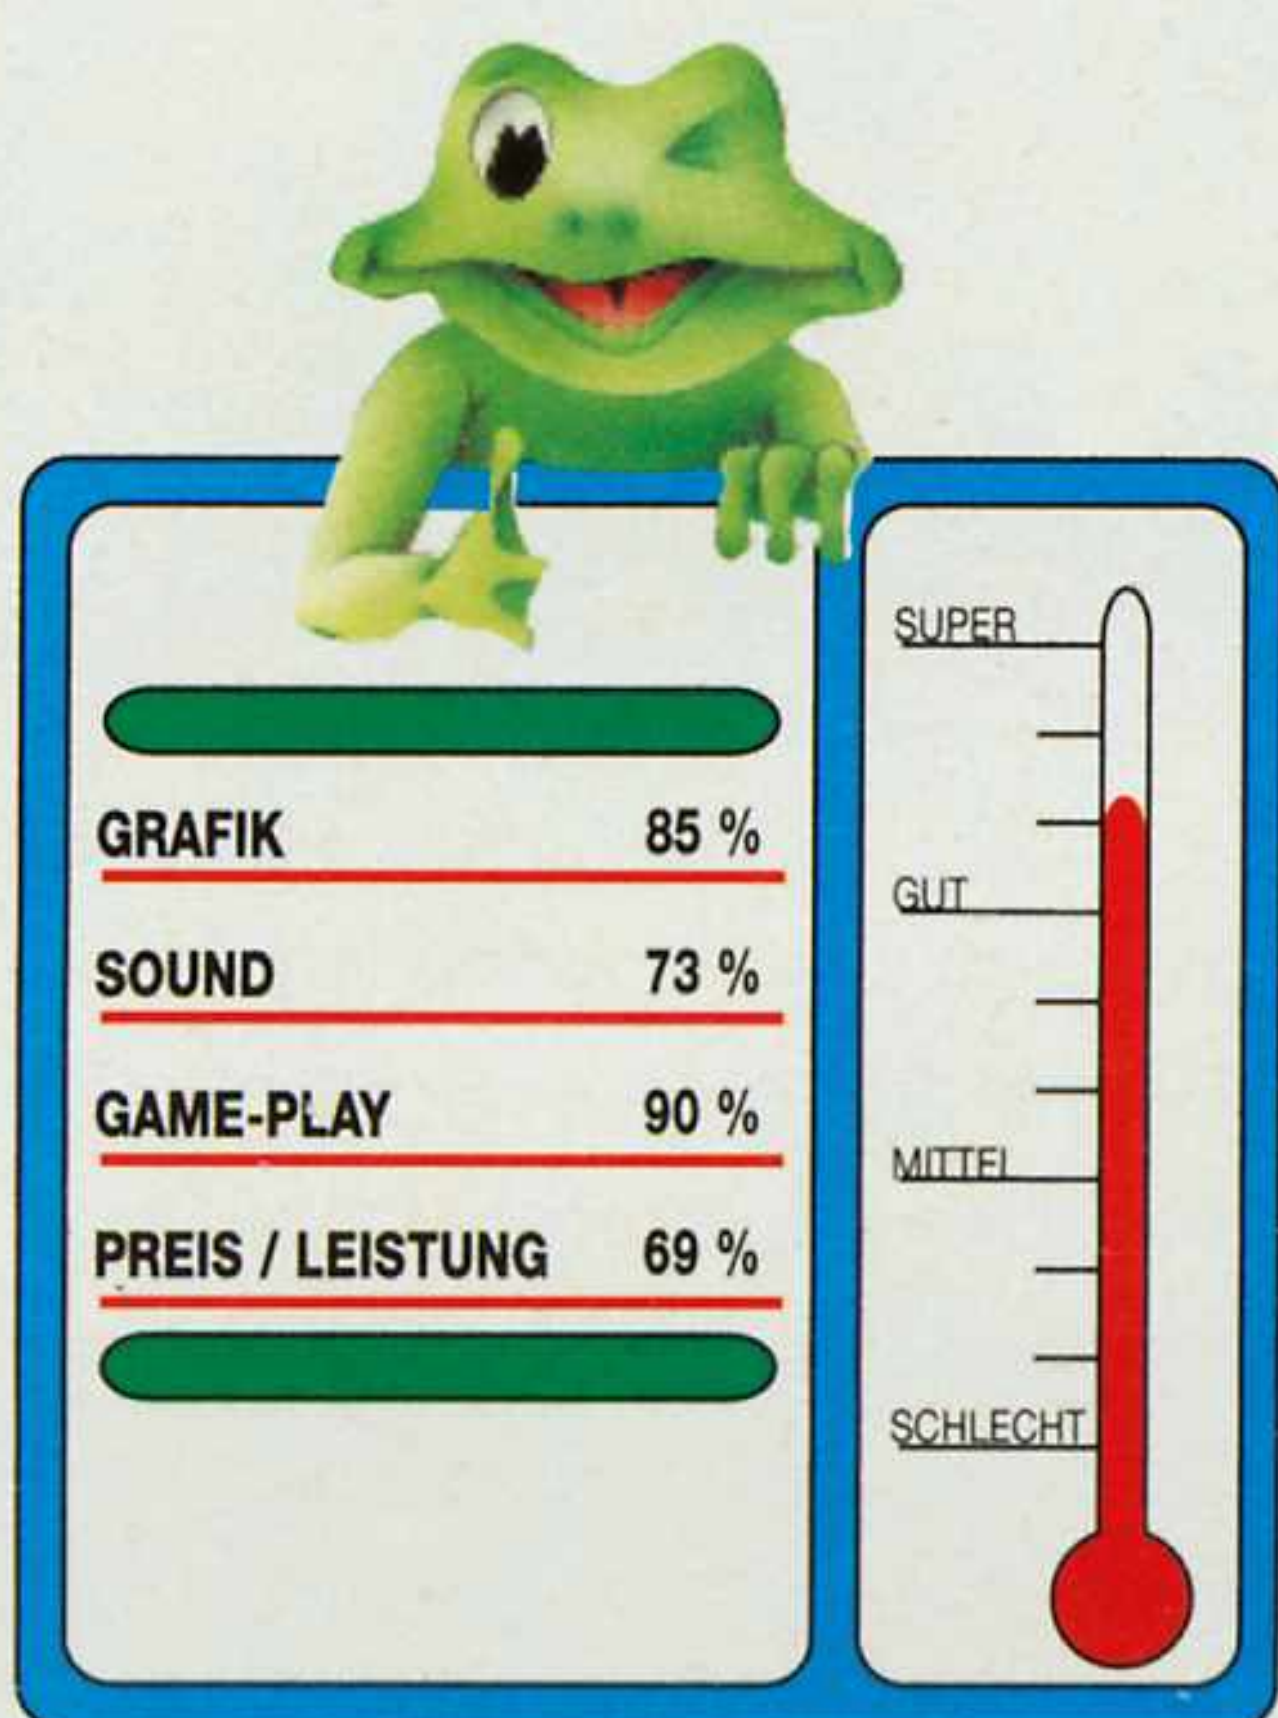 GRAFIK 85 %
SOUND 73 %
GAME-PLAY 90 %
PREIS / LEISTUNG 69 %
SUPER
GUT
MITTEL
SCHLECHT